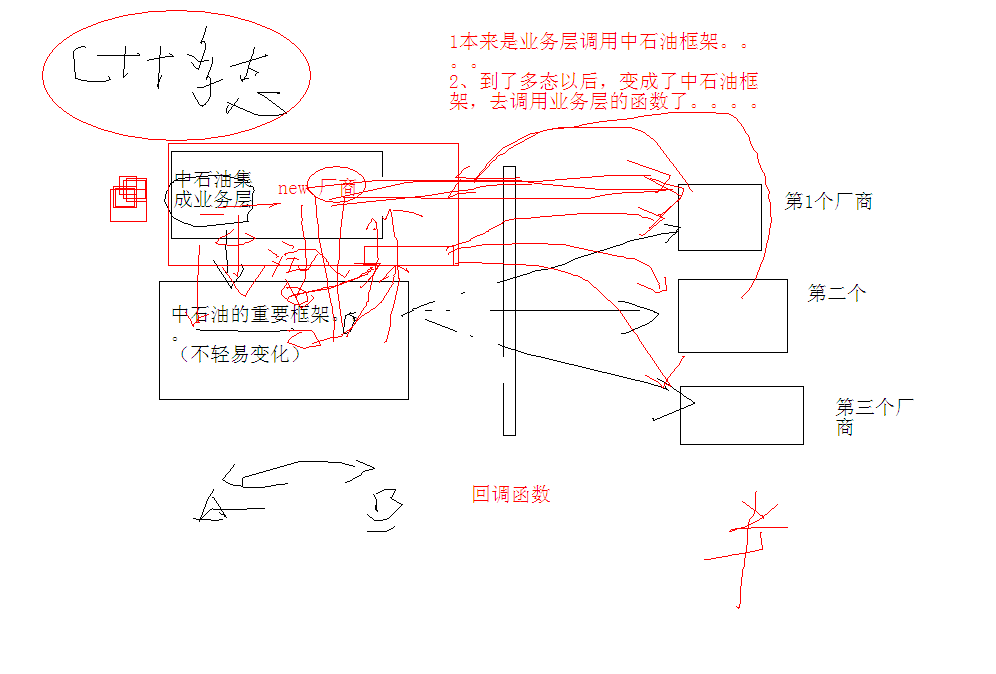 C++多态
1本来是业务层调用中石油框架。。
。。
2、到了多态以后，变成了中石油框
架，去调用业务层的函数了。。。。
中石油集
成业务层
new 厂商
第1个厂商
中石油的重要框架。
。
（不轻易变化）
第二个
第三个厂
商
A
B
回调函数